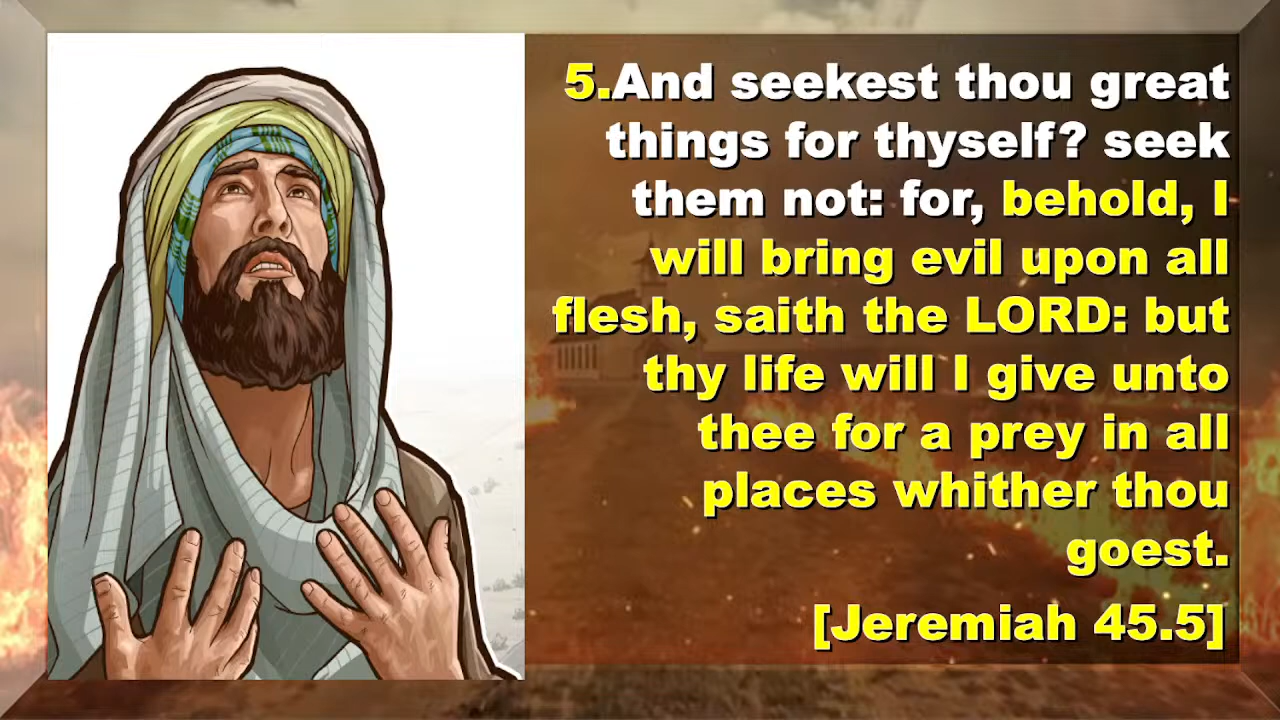 5.And seekest thou great
things for thyself? seek
them not: for, behold, I
will bring evil upon all
flesh, saith the LORD: but
thy life will I give unto
thee for a prey in all
places whither thou
goest.
[Jeremiah 45.5]